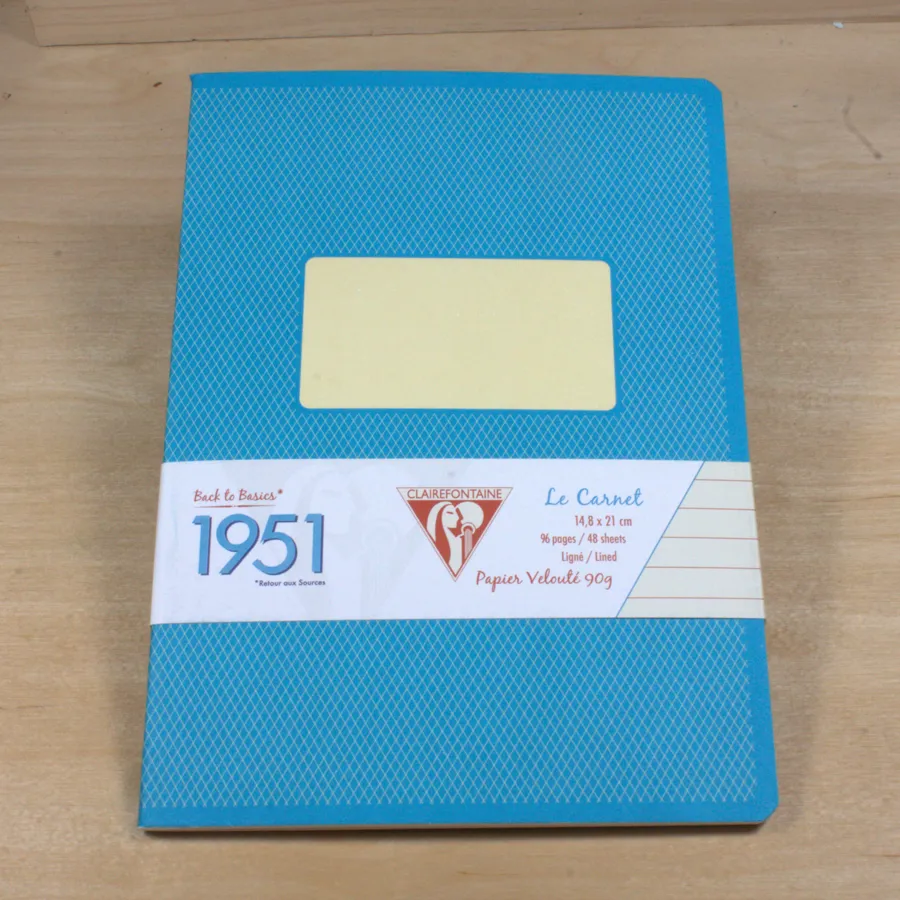 Back to Basics*
1951
*Retour aux Sources
CLAIREFONTAINE
Le Carnet
14,8 x 21 cm
96 pages / 48 sheets
Ligné / Lined
Papier Velouté 90g